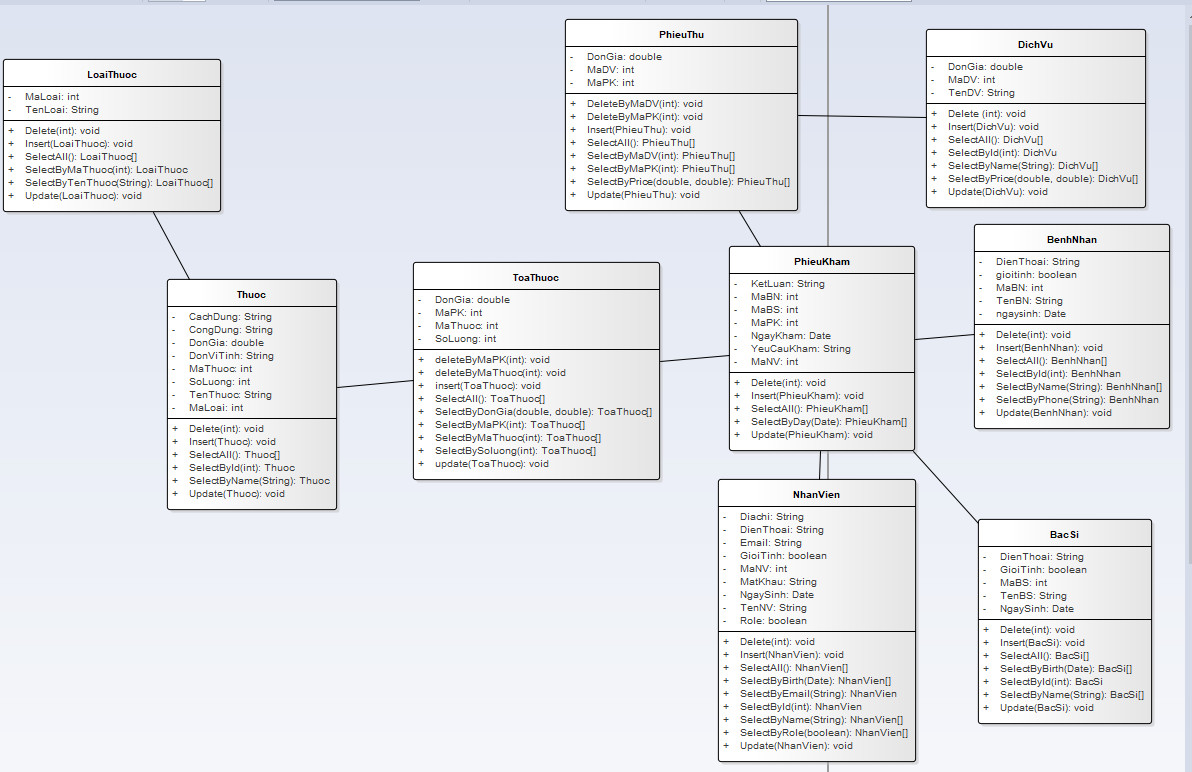 LoaiThuoc
- MaLoai: int
- TenLoai: String
+ Delete(int): void
+ Insert(LoaiThuoc): void
+ SelectAll(): LoaiThuoc[]
+ SelectByMaThuoc(int): LoaiThuoc
+ SelectByTenThuoc(String): LoaiThuoc[]
+ Update(LoaiThuoc): void
PhieuThu
- DonGia: double
- MaDV: int
- MaPK: int
+ DeleteByMaDV(int): void
+ DeleteByMaPK(int): void
+ Insert(PhieuThu): void
+ SelectAll(): PhieuThu[]
+ SelectByMaDV(int): PhieuThu[]
+ SelectByMaPK(int): PhieuThu[]
+ SelectByPrice(double, double): PhieuThu[]
+ Update(PhieuThu): void
DichVu
- DonGia: double
- MaDV: int
- TenDV: String
+ Delete (int): void
+ Insert(DichVu): void
+ SelectAll(): DichVu[]
+ SelectById(int): DichVu
+ SelectByName(String): DichVu[]
+ SelectByPrice(double, double): DichVu[]
+ Update(DichVu): void
Thuoc
- CachDung: String
- CongDung: String
- DonGia: double
- DonViTinh: String
- MaThuoc: int
- SoLuong: int
- TenThuoc: String
- MaLoai: int
+ Delete(int): void
+ Insert(Thuoc): void
+ SelectAll(): Thuoc[]
+ SelectById(int): Thuoc
+ SelectByName(String): Thuoc
+ Update(Thuoc): void
ToaThuoc
- DonGia: double
- MaPK: int
- MaThuoc: int
- SoLuong: int
+ deleteByMaPK(int): void
+ deleteByMaThuoc(int): void
+ insert(ToaThuoc): void
+ SelectAll(): ToaThuoc[]
+ SelectByDonGia(double, double): ToaThuoc[]
+ SelectByMaPK(int): ToaThuoc[]
+ SelectByMaThuoc(int): ToaThuoc[]
+ SelectBySoluong(int): ToaThuoc[]
+ update(ToaThuoc): void
PhieuKham
- KetLuan: String
- MaBN: int
- MaBS: int
- MaPK: int
- NgayKham: Date
- YeuCauKham: String
- MaNV: int
+ Delete(int): void
+ Insert(PhieuKham): void
+ SelectAll(): PhieuKham[]
+ SelectByDay(Date): PhieuKham[]
+ Update(PhieuKham): void
BenhNhan
- DienThoai: String
- gioitinh: boolean
- MaBN: int
- TenBN: String
- ngaysinh: Date
+ Delete(int): void
+ Insert(BenhNhan): void
+ SelectAll(): BenhNhan[]
+ SelectById(int): BenhNhan
+ SelectByName(String): BenhNhan[]
+ SelectByPhone(String): BenhNhan
+ Update(BenhNhan): void
NhanVien
- Diachi: String
- DienThoai: String
- Email: String
- GioiTinh: boolean
- MaNV: int
- MatKhau: String
- NgaySinh: Date
- TenNV: String
- Role: boolean
+ Delete(int): void
+ Insert(NhanVien): void
+ SelectAll(): NhanVien[]
+ SelectByBirth(Date): NhanVien[]
+ SelectByEmail(String): NhanVien
+ SelectById(int): NhanVien
+ SelectByName(String): NhanVien[]
+ SelectByRole(boolean): NhanVien[]
+ Update(NhanVien): void
BacSi
- DienThoai: String
- GioiTinh: boolean
- MaBS: int
- TenBS: String
- NgaySinh: Date
+ Delete(int): void
+ Insert(BacSi): void
+ SelectAll(): BacSi[]
+ SelectByBirth(Date): BacSi[]
+ SelectById(int): BacSi
+ SelectByName(String): BacSi[]
+ Update(BacSi): void